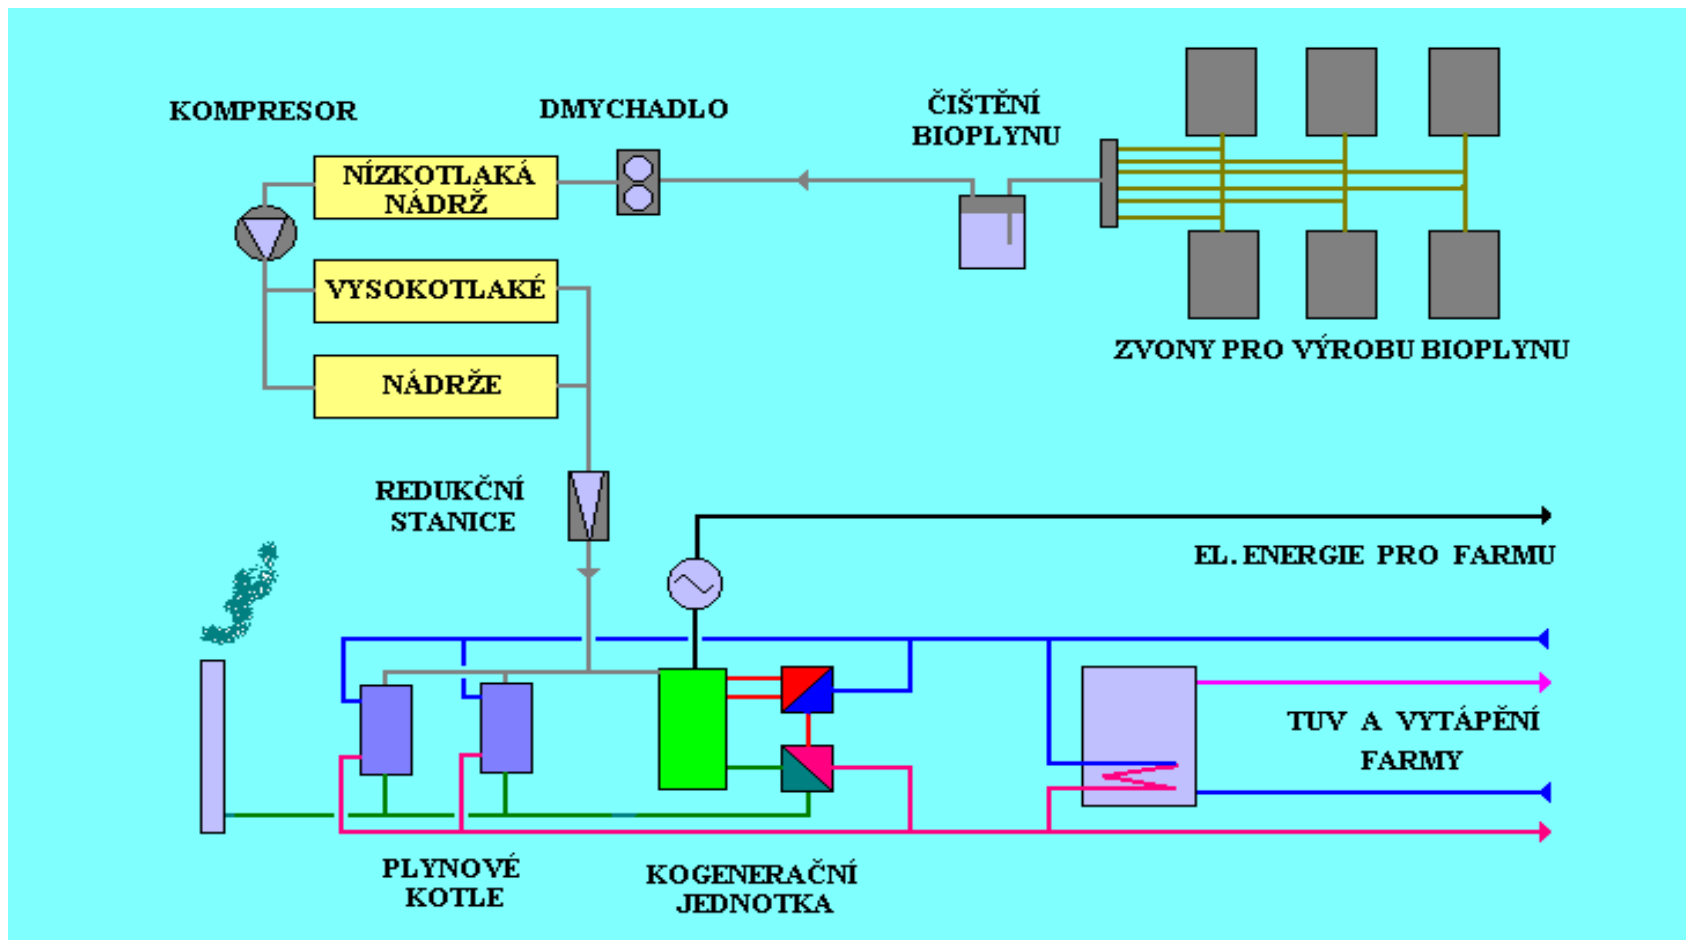 KOMPRESOR
DMYCHADLO
ČIŠTĚNÍ
BIOPLYNU
NÍZKOTLAKÁ
NÁDRŽ
VYSOKOTLAKÉ
NÁDRŽE
ZVONY PRO VÝROBU BIOPLYNU
REDUKČNÍ
STANICE
EL. ENERGIE PRO FARMU
TUV A VYTÁPĚNÍ
FARMY
PLYNOVÉ
KOTLE
KOGENERAČNÍ
JEDNOTKA